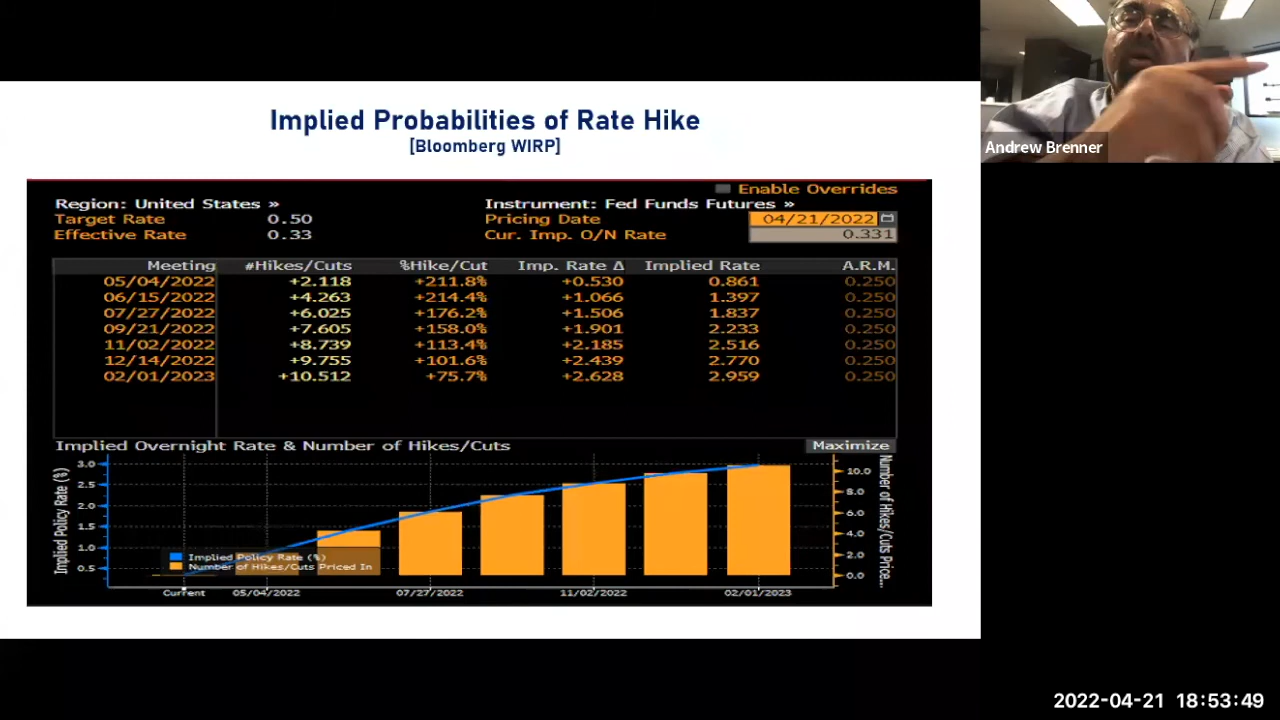 Implied Probabilities of Rate Hike
[Bloomberg WIRP]
Andrew Brenner
Enable Overrides
Region: United States » Instrument: Fed Funds Futures »
Target Rate 0.50 Pricing Date 04/21/2022
Effective Rate 0.33 Cur. Imp. O/N Rate 0.331
Meeting #Hikes/Cuts %Hike/Cut Imp. Rate Δ Implied Rate A.R.M.
05/04/2022 +2.118 +211.8% +0.530 0.861 0.250
06/15/2022 +4.263 +214.4% +1.066 1.397 0.250
07/27/2022 +6.025 +176.2% +1.506 1.837 0.250
09/21/2022 +7.605 +158.0% +1.901 2.233 0.250
11/02/2022 +8.739 +113.4% +2.185 2.516 0.250
12/14/2022 +9.755 +101.6% +2.439 2.770 0.250
02/01/2023 +10.512 +75.7% +2.628 2.959 0.250
Implied Overnight Rate & Number of Hikes/Cuts Maximize
Implied Policy Rate (%)
3.0
2.5
2.0
1.5
1.0
0.5
Implied Policy Rate (%)
Number of Hikes/Cuts Priced In
10.0
8.0
6.0
4.0
2.0
0.0
Number of Hikes/Cuts Price...
Current 05/04/2022 07/27/2022 11/02/2022 02/01/2023
2022-04-21 18:53:49